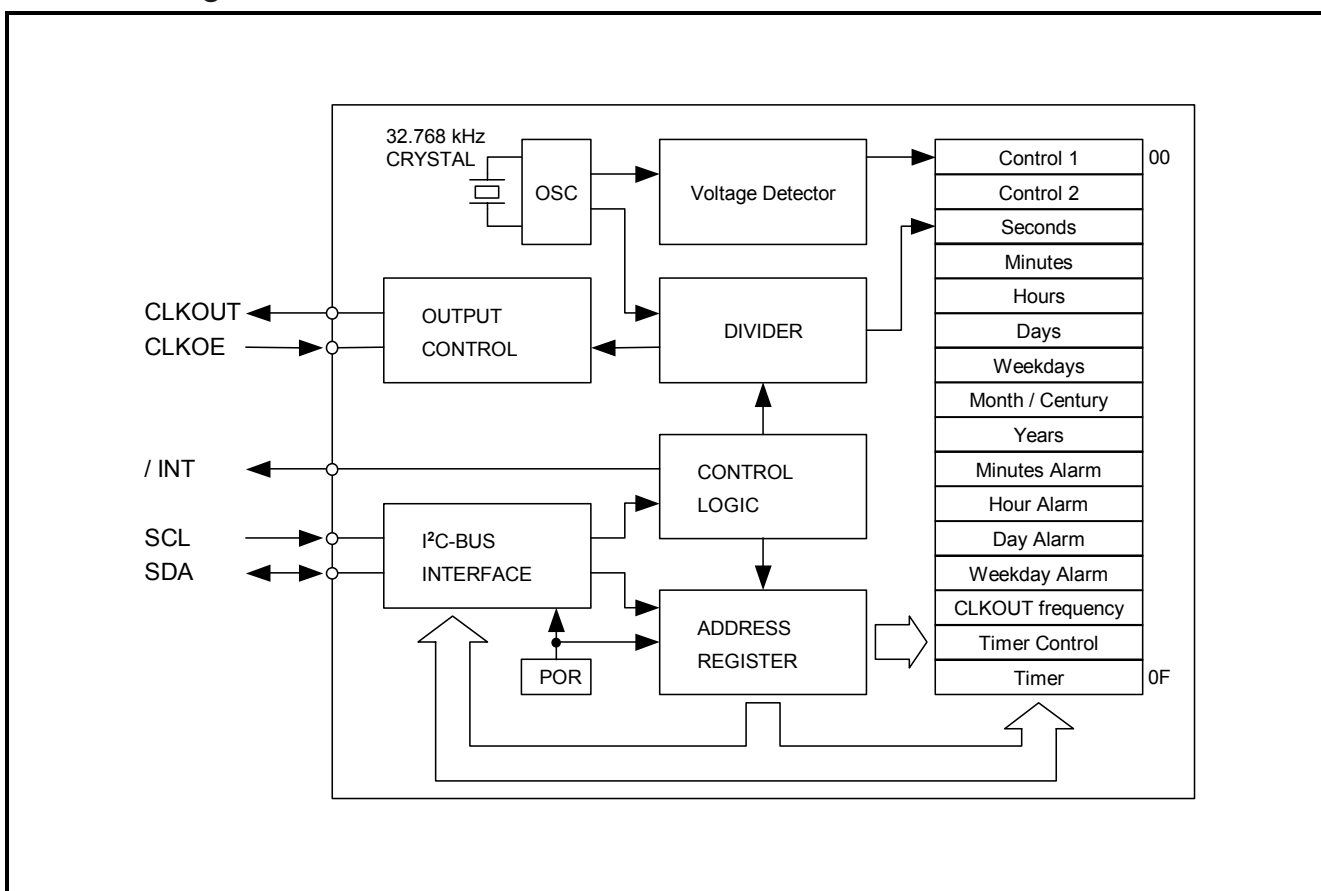 32.768 kHz
CRYSTAL
OSC
Voltage Detector
Control 1
00
Control 2
Seconds
Minutes
Hours
Days
Weekdays
Month / Century
Years
Minutes Alarm
Hour Alarm
Day Alarm
Weekday Alarm
CLKOUT frequency
Timer Control
Timer
0F
CLKOUT
CLKOE
OUTPUT
CONTROL
DIVIDER
/ INT
CONTROL
LOGIC
SCL
SDA
I²C-BUS
INTERFACE
ADDRESS
REGISTER
POR